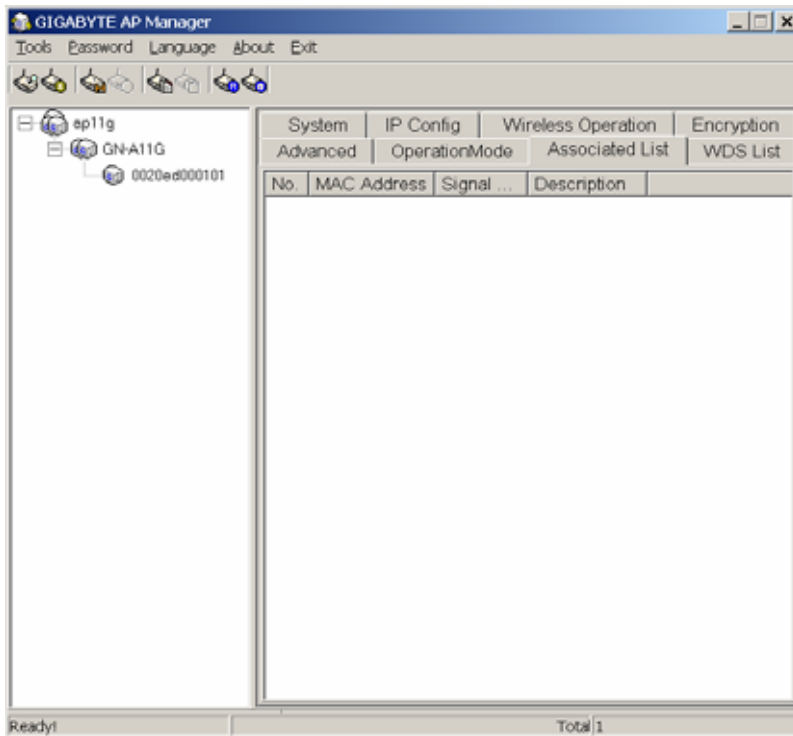 GIGABYTE AP Manager
Tools Password Language About Exit
ap11g
GN-A11G
0020ed000101
System IP Config Wireless Operation Encryption
Advanced OperationMode Associated List WDS List
No. MAC Address Signal ... Description
Ready! Total 1